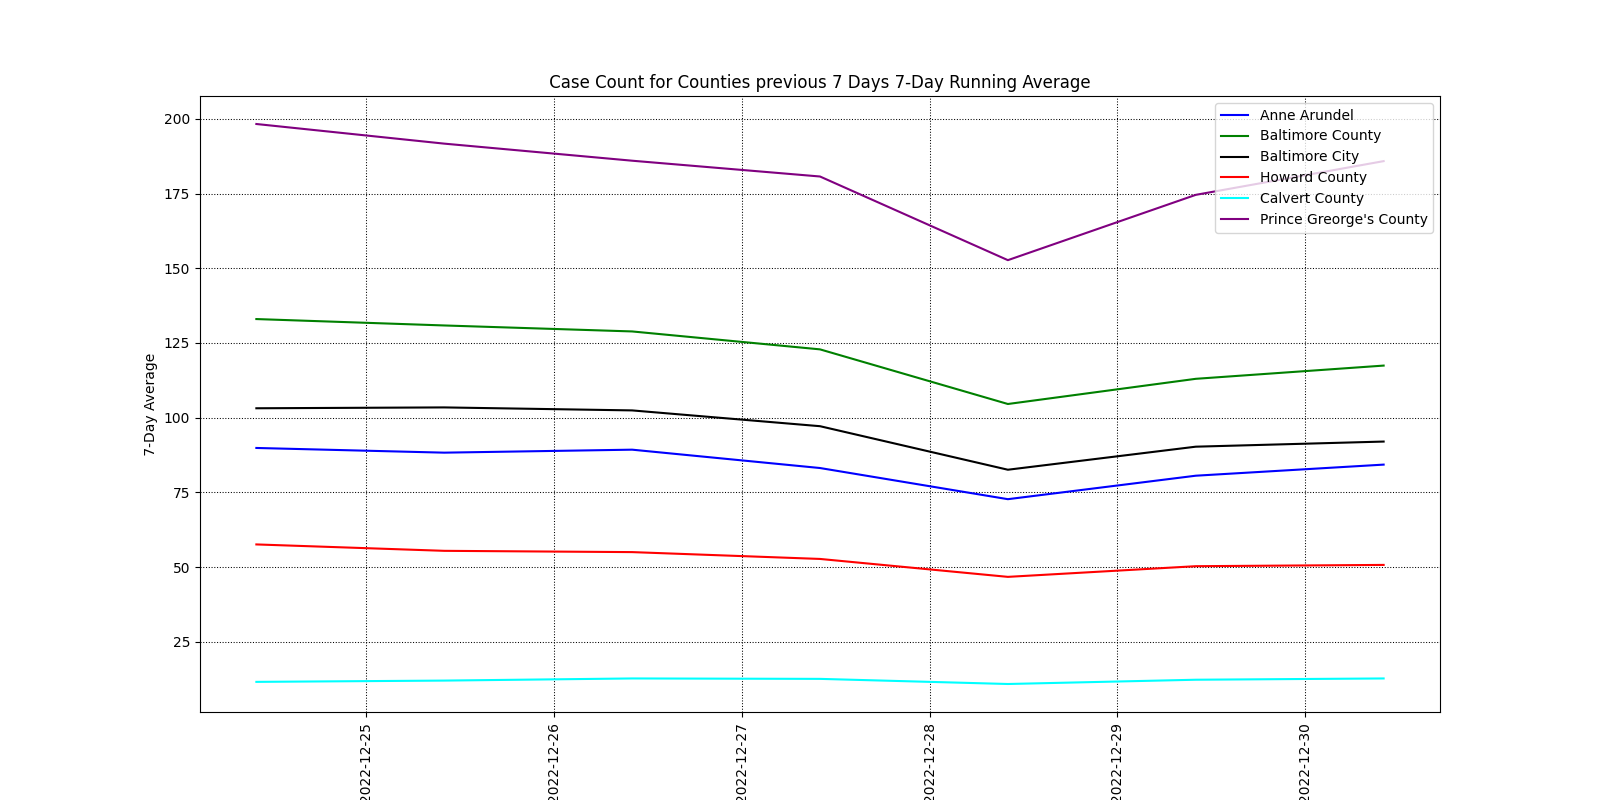 Case Count for Counties previous 7 Days 7-Day Running Average
Anne Arundel
Baltimore County
Baltimore City
Howard County
Calvert County
Prince Greorge's County
7-Day Average
200
175
150
125
100
75
50
25
2022-12-25
2022-12-26
2022-12-27
2022-12-28
2022-12-29
2022-12-30